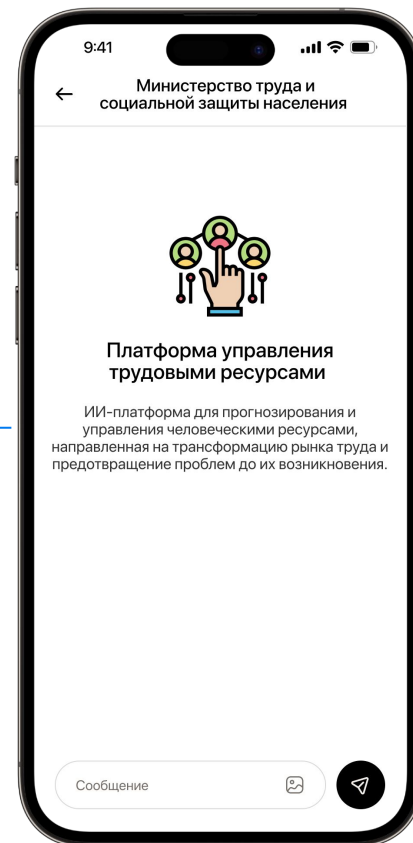 9:41
Министерство труда и
социальной защиты населения
Платформа управления
трудовыми ресурсами
ИИ-платформа для прогнозирования и
управления человеческими ресурсами,
направленная на трансформацию рынка труда и
предотвращение проблем до их возникновения.
Сообщение